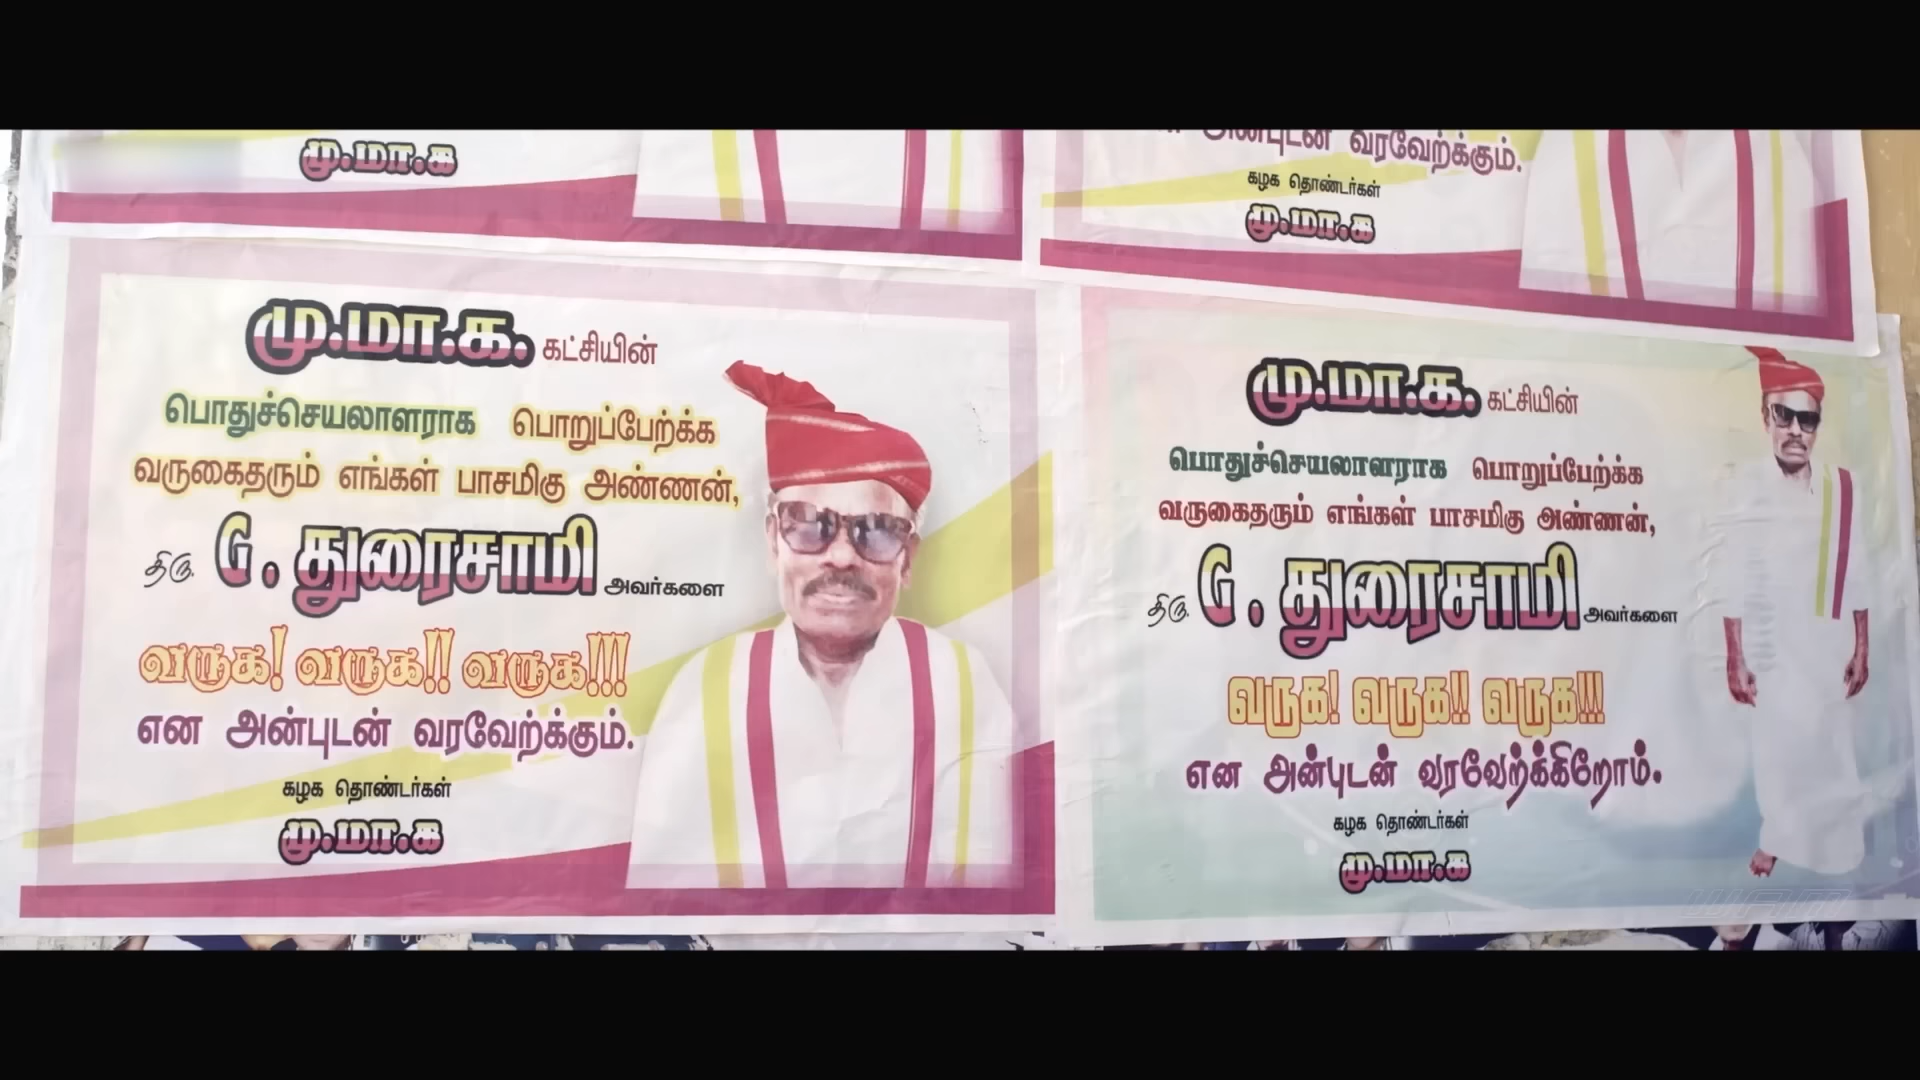 மு.மா.க
அன்புடன் வரவேற்க்கும்.
கழக தொண்டர்கள்
மு.மா.க
மு.மா.க. கட்சியின்
பொதுச்செயலாளராக பொறுப்பேற்க்க
வருகைதரும் எங்கள் பாசமிகு அண்ணன்,
திரு. G. துரைசாமி அவர்களை
வருக! வருக!! வருக!!!
என அன்புடன் வரவேற்க்கும்.
கழக தொண்டர்கள்
மு.மா.க
மு.மா.க. கட்சியின்
பொதுச்செயலாளராக பொறுப்பேற்க்க
வருகைதரும் எங்கள் பாசமிகு அண்ணன்,
திரு. G. துரைசாமி அவர்களை
வருக! வருக!! வருக!!!
என அன்புடன் வரவேற்க்கிறோம்.
கழக தொண்டர்கள்
மு.மா.க